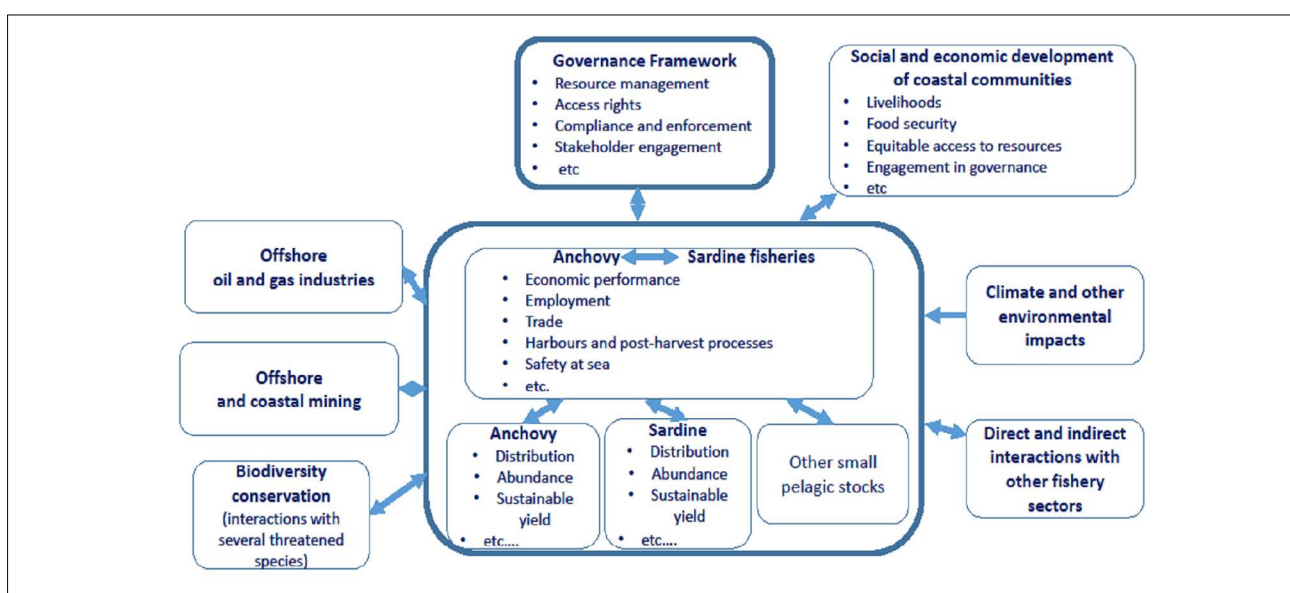 Governance Framework
• Resource management
• Access rights
• Compliance and enforcement
• Stakeholder engagement
• etc
Social and economic development
of coastal communities
• Livelihoods
• Food security
• Equitable access to resources
• Engagement in governance
• etc
Offshore
oil and gas industries
Offshore
and coastal mining
Biodiversity
conservation
(interactions with
several threatened
species)
Anchovy Sardine fisheries
• Economic performance
• Employment
• Trade
• Harbours and post-harvest processes
• Safety at sea
• etc.
Anchovy
• Distribution
• Abundance
• Sustainable
yield
• etc....
Sardine
• Distribution
• Abundance
• Sustainable
yield
• etc....
Other small
pelagic stocks
Climate and other
environmental
impacts
Direct and indirect
interactions with
other fishery
sectors